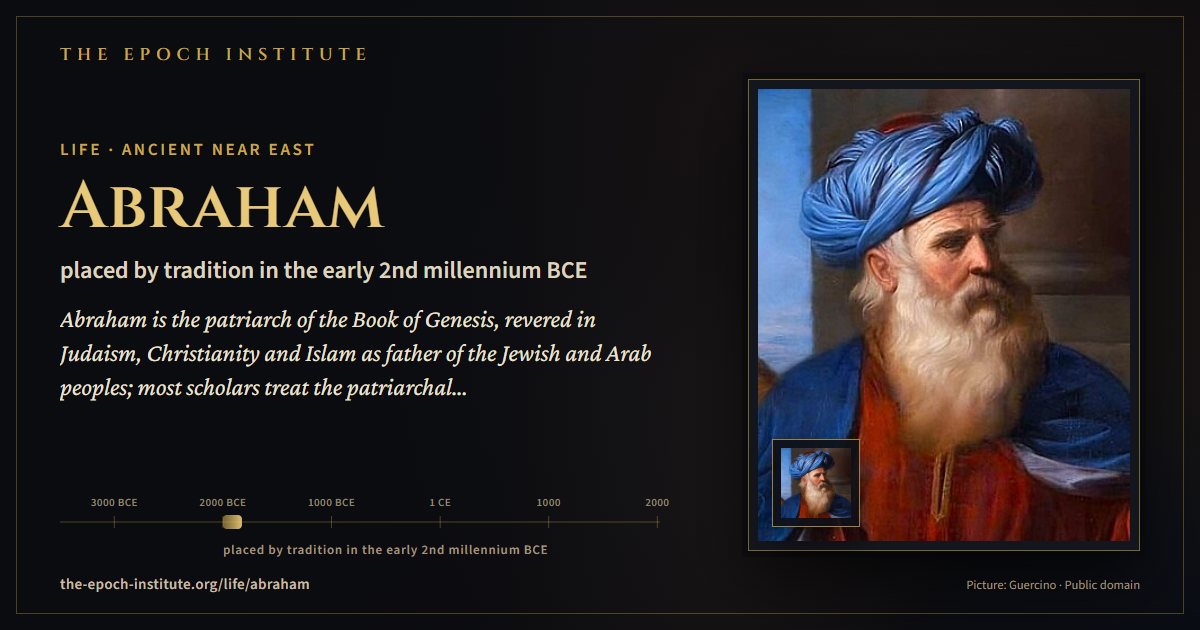 THE EPOCH INSTITUTE
LIFE · ANCIENT NEAR EAST
ABRAHAM
placed by tradition in the early 2nd millennium BCE
Abraham is the patriarch of the Book of Genesis, revered in
Judaism, Christianity and Islam as father of the Jewish and Arab
peoples; most scholars treat the patriarchal...
3000 BCE 2000 BCE 1000 BCE 1 CE 1000 2000
placed by tradition in the early 2nd millennium BCE
the-epoch-institute.org/life/abraham
Picture: Guercino · Public domain